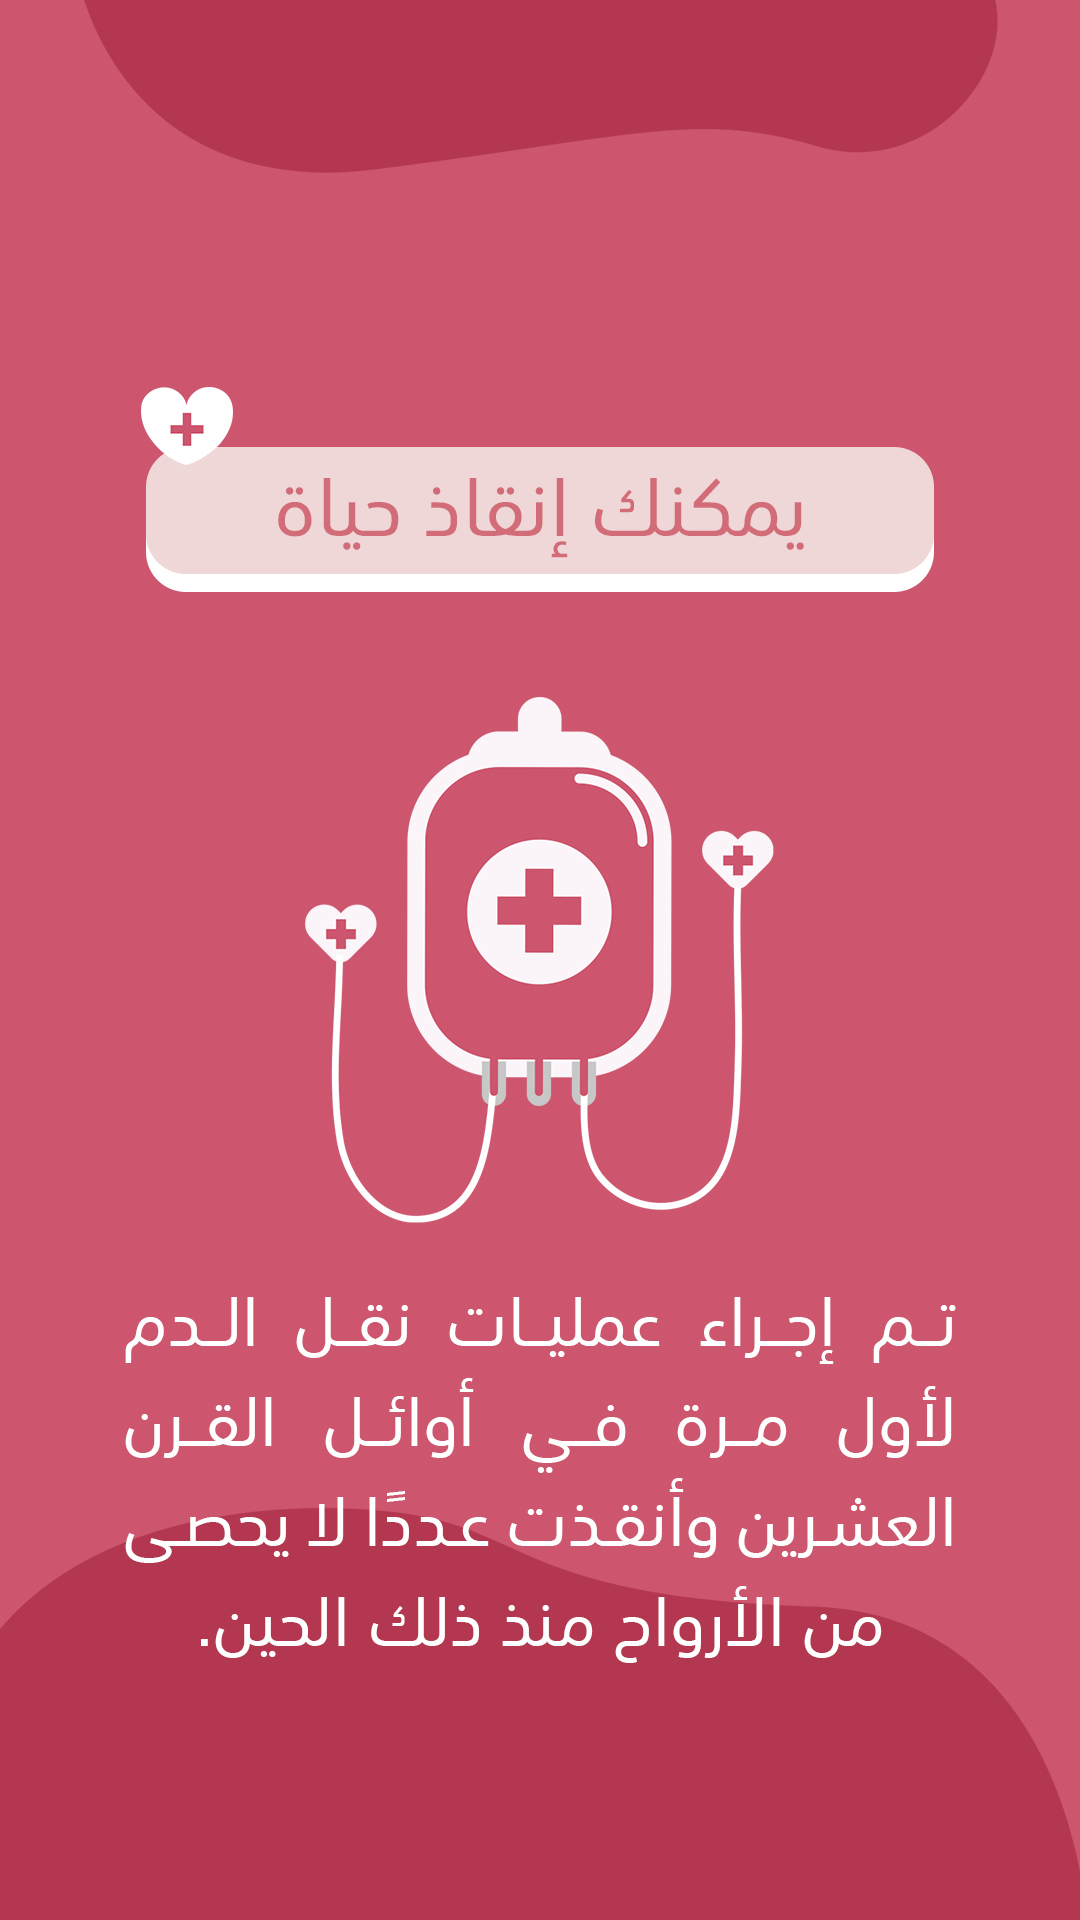 يمكنك إنقاذ حياة
تم إجراء عمليات نقل الدم
لأول مرة في أوائل القرن
العشرين وأنقذت عددًا لا يحصى
من الأرواح منذ ذلك الحين.